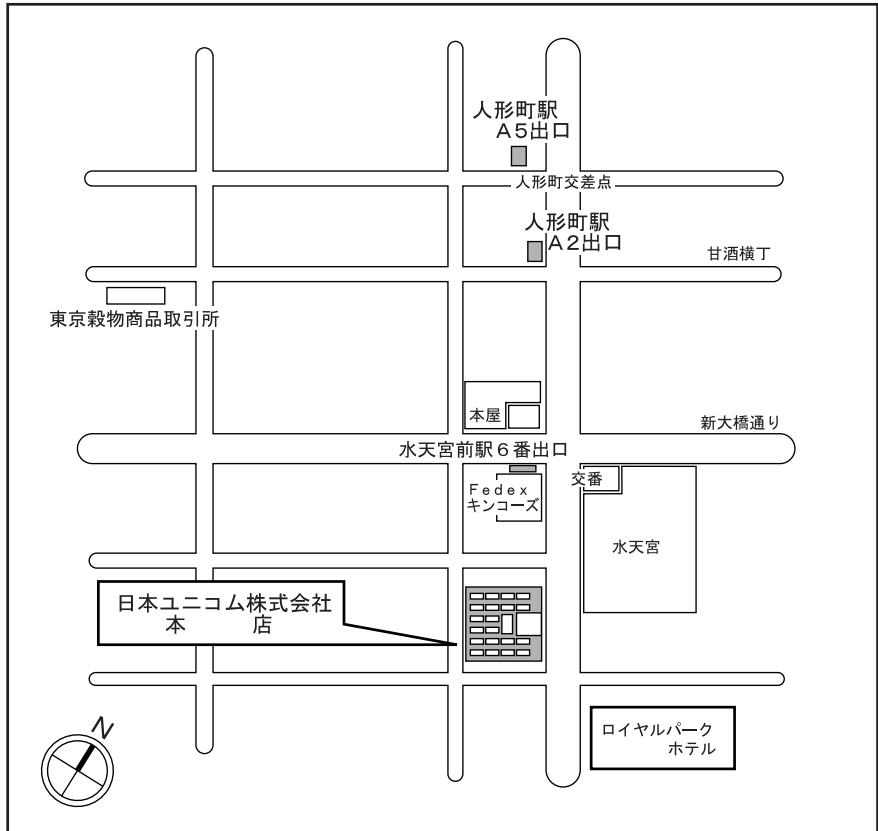 人形町駅
A5出口
人形町交差点
人形町駅
A2出口
甘酒横丁
東京穀物商品取引所
本屋
新大橋通り
水天宮前駅6番出口
交番
Fedex
キンコーズ
水天宮
日本ユニコム株式会社
本　　　店
ロイヤルパーク
ホテル
N